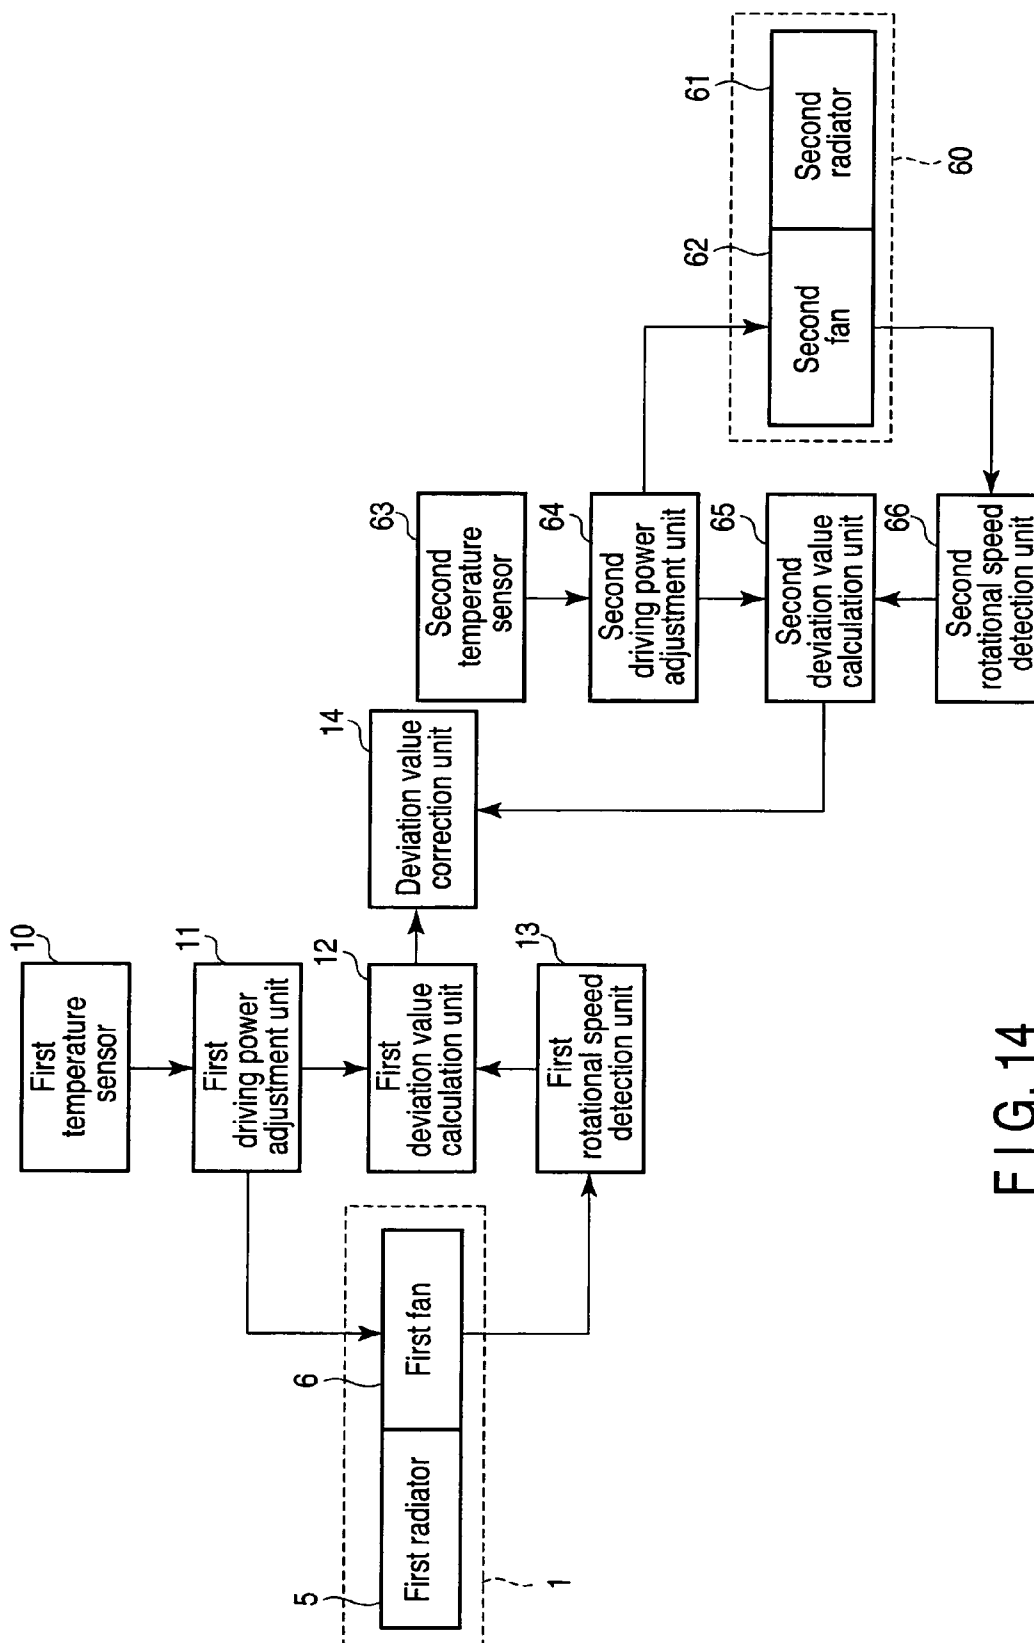 10
First
temperature
sensor
11
First
driving power
adjustment unit
12
First
deviation value
calculation unit
13
First
rotational speed
detection unit
5
First radiator
6
First fan
1
14
Deviation value
correction unit
63
Second
temperature
sensor
64
Second
driving power
adjustment unit
65
Second
deviation value
calculation unit
66
Second
rotational speed
detection unit
62
Second
fan
61
Second
radiator
60
FIG. 14